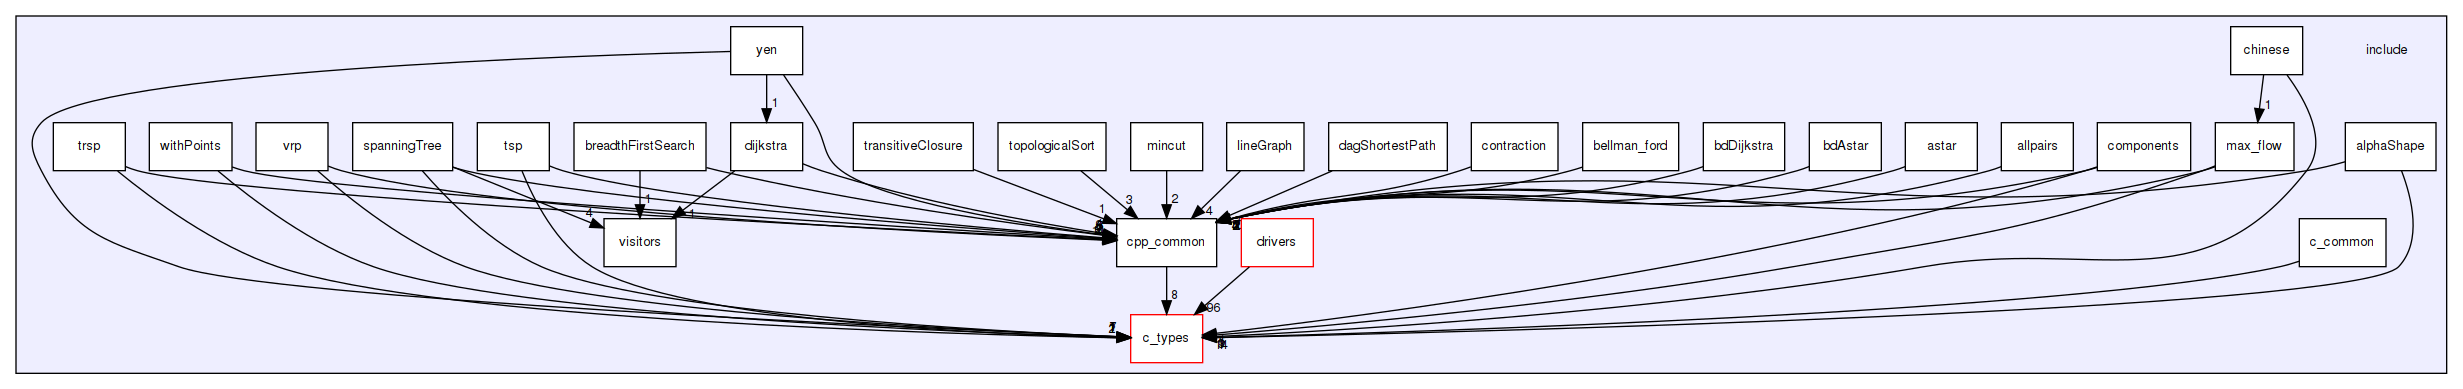 yen
chinese
include
1
1
trsp
withPoints
vrp
spanningTree
tsp
breadthFirstSearch
dijkstra
transitiveClosure
topologicalSort
mincut
lineGraph
dagShortestPath
contraction
bellman_ford
bdDijkstra
bdAstar
astar
allpairs
components
max_flow
alphaShape
4
1
1
1
3
2
4
visitors
cpp_common
drivers
c_common
8
96
c_types